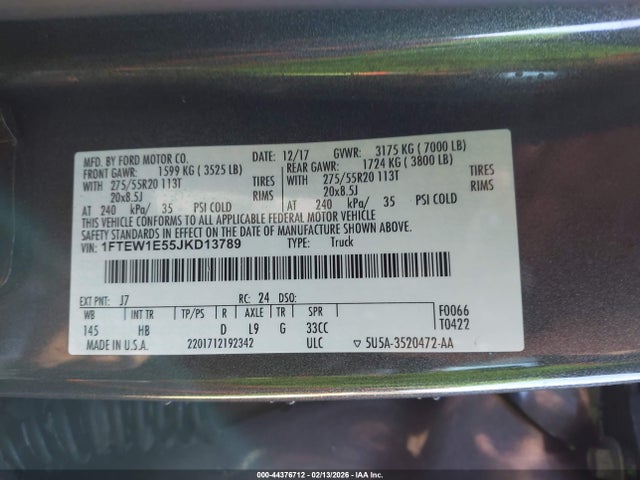 MFD. BY FORD MOTOR CO. DATE: 12/17 GVWR: 3175 KG ( 7000 LB)
FRONT GAWR: 1599 KG ( 3525 LB) REAR GAWR: 1724 KG ( 3800 LB)
WITH 275/55R20 113T TIRES WITH 275/55R20 113T TIRES
20x8.5J RIMS 20x8.5J RIMS
AT 240 kPa/ 35 PSI COLD AT 240 kPa/ 35 PSI COLD
THIS VEHICLE CONFORMS TO ALL APPLICABLE FEDERAL MOTOR VEHICLE
SAFETY STANDARDS IN EFFECT ON THE DATE OF MANUFACTURE SHOWN ABOVE.
VIN: 1FTEW1E55JKD13789 TYPE: Truck
EXT PNT: J7 RC: 24 DSO: F0066
WB INT TR TP/PS R AXLE TR SPR T0422
145 HB D L9 G 33CC
MADE IN U.S.A. 2201712192342 ULC ▽ 5U5A-3520472-AA
000-44376712 - 02/13/2026 - IAA Inc.